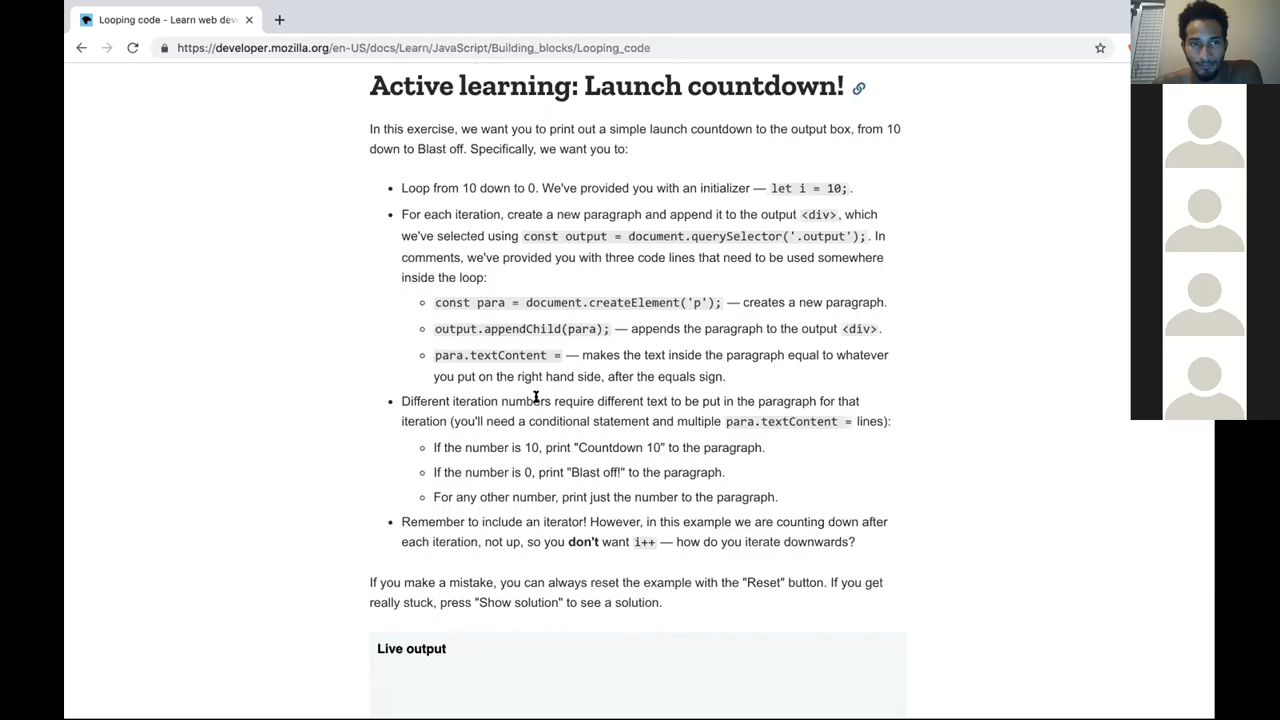 Looping code - Learn web dev
https://developer.mozilla.org/en-US/docs/Learn/JavaScript/Building_blocks/Looping_code
Active learning: Launch countdown!
In this exercise, we want you to print out a simple launch countdown to the output box, from 10
down to Blast off. Specifically, we want you to:
• Loop from 10 down to 0. We've provided you with an initializer — let i = 10;.
• For each iteration, create a new paragraph and append it to the output <div>, which
we've selected using const output = document.querySelector('.output');. In
comments, we've provided you with three code lines that need to be used somewhere
inside the loop:
◦ const para = document.createElement('p'); — creates a new paragraph.
◦ output.appendChild(para); — appends the paragraph to the output <div>.
◦ para.textContent = — makes the text inside the paragraph equal to whatever
you put on the right hand side, after the equals sign.
• Different iteration numbers require different text to be put in the paragraph for that
iteration (you'll need a conditional statement and multiple para.textContent = lines):
◦ If the number is 10, print "Countdown 10" to the paragraph.
◦ If the number is 0, print "Blast off!" to the paragraph.
◦ For any other number, print just the number to the paragraph.
• Remember to include an iterator! However, in this example we are counting down after
each iteration, not up, so you don't want i++ — how do you iterate downwards?
If you make a mistake, you can always reset the example with the "Reset" button. If you get
really stuck, press "Show solution" to see a solution.
Live output